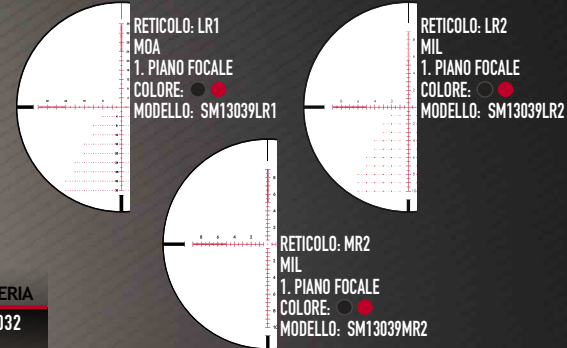 RETICOLO: LR1
MOA
1. PIANO FOCALE
COLORE:
MODELLO: SM13039LR1
RETICOLO: LR2
MIL
1. PIANO FOCALE
COLORE:
MODELLO: SM13039LR2
RETICOLO: MR2
MIL
1. PIANO FOCALE
COLORE:
MODELLO: SM13039MR2
ERIA
032